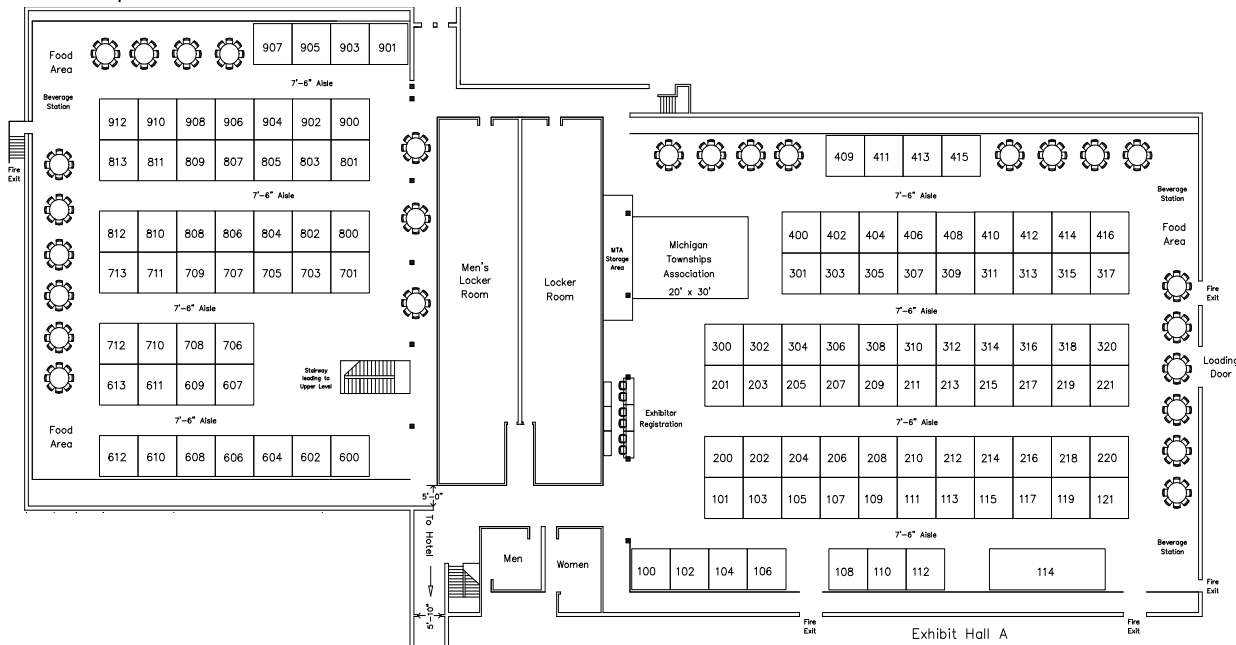 Food
Area
907 905 903 901
7'-6" Aisle
Beverage
Station
912 910 908 906 904 902 900
813 811 809 807 805 803 801
Fire
Exit
7'-6" Aisle
812 810 808 806 804 802 800
713 711 709 707 705 703 701
7'-6" Aisle
712 710 708 706
613 611 609 607
Stairway
leading to
Upper Level
7'-6" Aisle
Food
Area
612 610 608 606 604 602 600
Men's
Locker
Room
Locker
Room
MTA
Storage
Area
Michigan
Townships
Association
20' x 30'
Exhibitor
Registration
5'-0"
To Hotel
5'-10"
Men
Women
409 411 413 415
7'-6" Aisle
Beverage
Station
Food
Area
400 402 404 406 408 410 412 414 416
301 303 305 307 309 311 313 315 317
Fire
Exit
7'-6" Aisle
300 302 304 306 308 310 312 314 316 318 320
201 203 205 207 209 211 213 215 217 219 221
Loading
Door
7'-6" Aisle
200 202 204 206 208 210 212 214 216 218 220
101 103 105 107 109 111 113 115 117 119 121
7'-6" Aisle
Beverage
Station
100 102 104 106 108 110 112 114
Fire
Exit
Fire
Exit
Fire
Exit
Exhibit Hall A